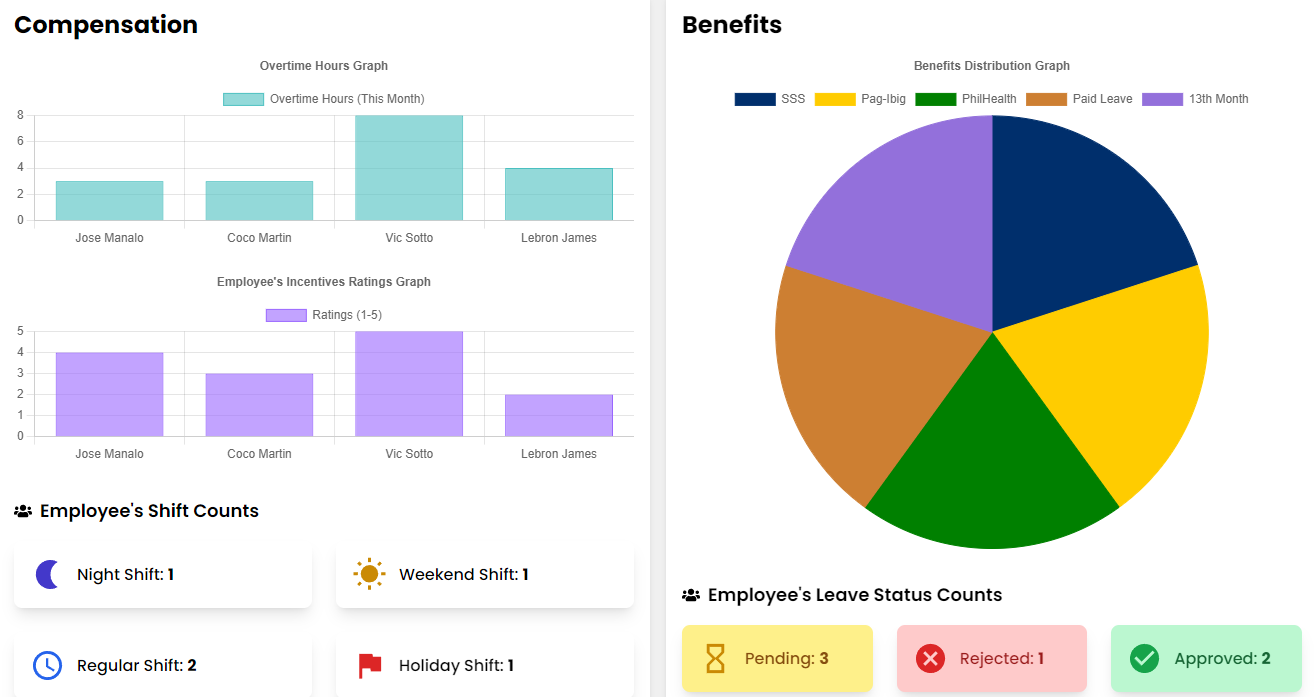 Compensation
Overtime Hours Graph
Overtime Hours (This Month)
8
6
4
2
0
Jose Manalo Coco Martin Vic Sotto Lebron James
Employee's Incentives Ratings Graph
Ratings (1-5)
5
4
3
2
1
0
Jose Manalo Coco Martin Vic Sotto Lebron James
Employee's Shift Counts
Night Shift: 1 Weekend Shift: 1
Regular Shift: 2 Holiday Shift: 1
Benefits
Benefits Distribution Graph
SSS Pag-Ibig PhilHealth Paid Leave 13th Month
Employee's Leave Status Counts
Pending: 3 Rejected: 1 Approved: 2